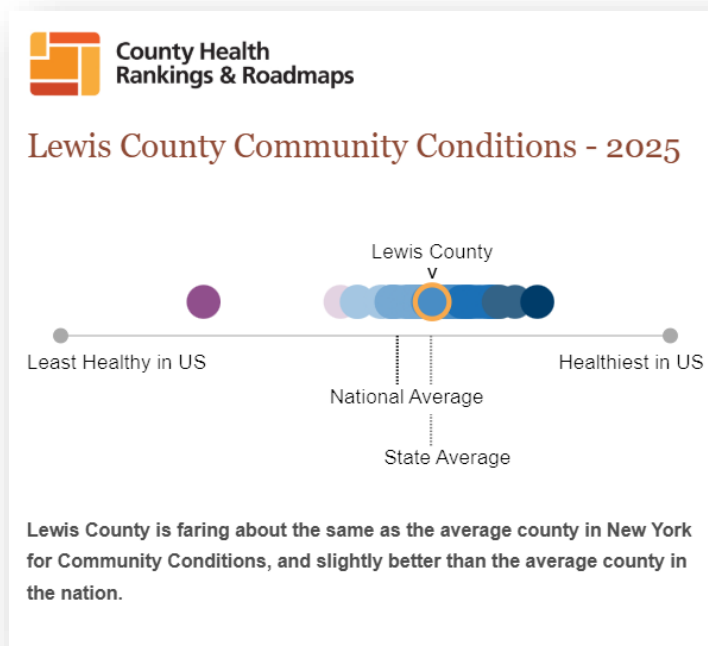 County Health
Rankings & Roadmaps
Lewis County Community Conditions - 2025
Lewis County
v
Least Healthy in US
Healthiest in US
National Average
State Average
Lewis County is faring about the same as the average county in New York
for Community Conditions, and slightly better than the average county in
the nation.